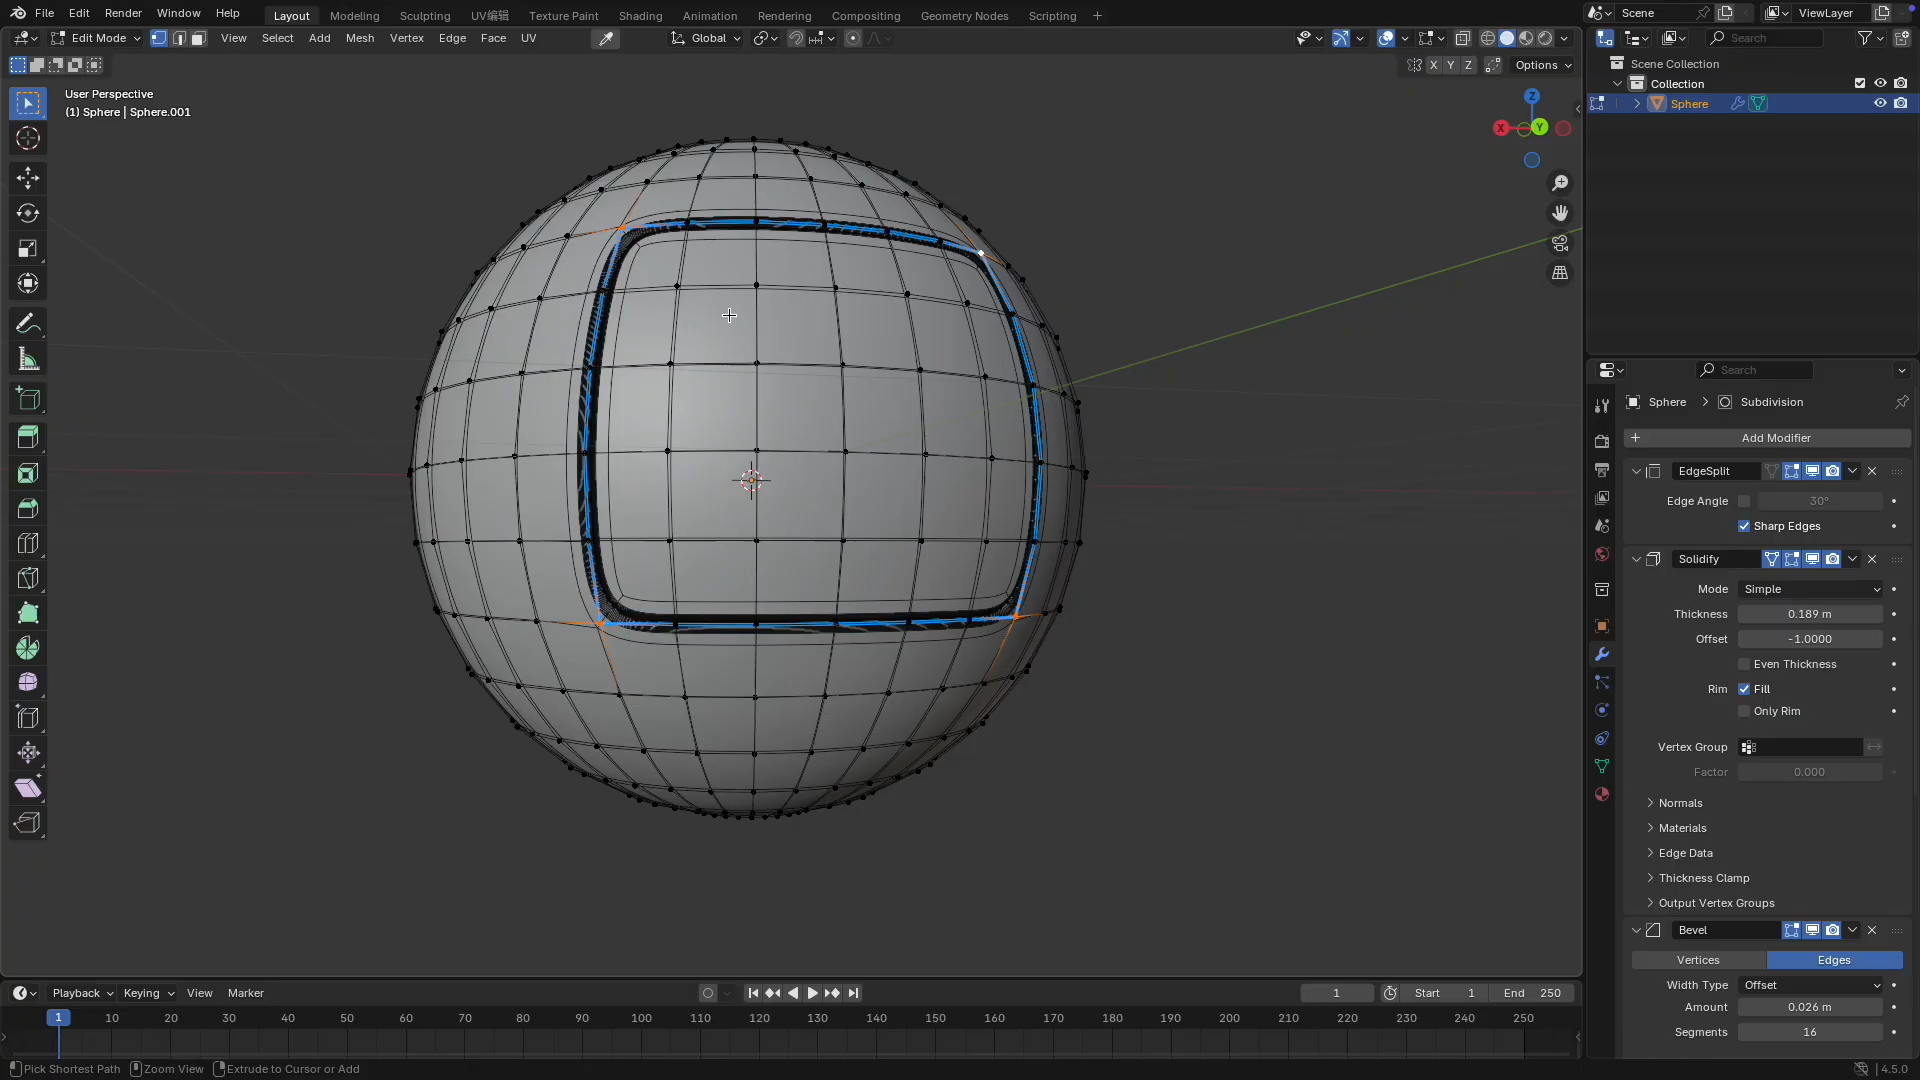 File Edit Render Window Help
Layout Modeling Sculpting UV编辑 Texture Paint Shading Animation Rendering Compositing Geometry Nodes Scripting +
Scene
ViewLayer
Edit Mode View Select Add Mesh Vertex Edge Face UV
Global
Search
X Y Z Options
User Perspective
(1) Sphere | Sphere.001
Z
X
Y
Scene Collection
Collection
Sphere
Search
Sphere > Subdivision
+ Add Modifier
EdgeSplit
Edge Angle 30°
Sharp Edges
Solidify
Mode Simple
Thickness 0.189 m
Offset -1.0000
Even Thickness
Rim Fill
Only Rim
Vertex Group
Factor 0.000
Normals
Materials
Edge Data
Thickness Clamp
Output Vertex Groups
Bevel
Vertices Edges
Width Type Offset
Amount 0.026 m
Segments 16
Playback Keying View Marker
1 Start 1 End 250
1 10 20 30 40 50 60 70 80 90 100 110 120 130 140 150 160 170 180 190 200 210 220 230 240 250
Pick Shortest Path Zoom View Extrude to Cursor or Add
4.5.0